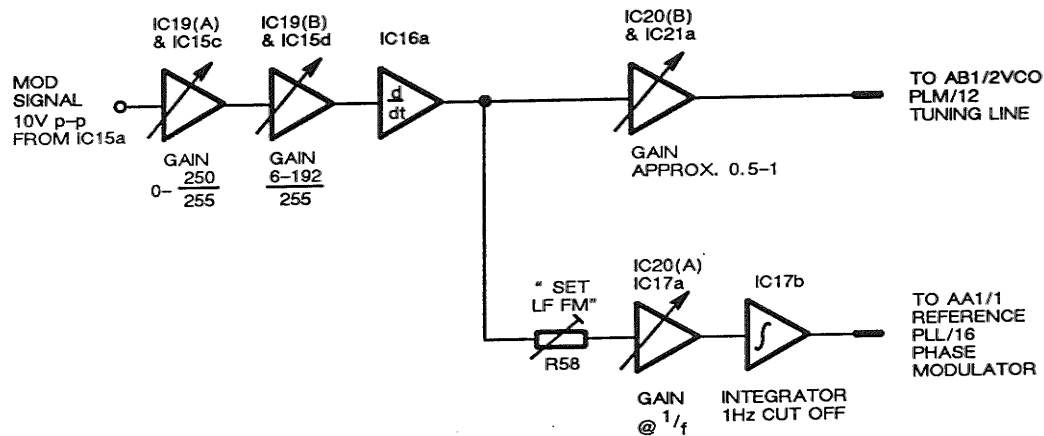 IC19(A)
& IC15c
IC19(B)
& IC15d
IC16a
IC20(B)
& IC21a
MOD
SIGNAL
10V p-p
FROM IC15a
d
dt
TO AB1/2VCO
PLM/12
TUNING LINE
GAIN
0- 250
255
GAIN
6-192
255
GAIN
APPROX. 0.5-1
" SET
LF FM"
R58
IC20(A)
IC17a
IC17b
∫
TO AA1/1
REFERENCE
PLL/16
PHASE
MODULATOR
GAIN
@ 1/f
INTEGRATOR
1Hz CUT OFF